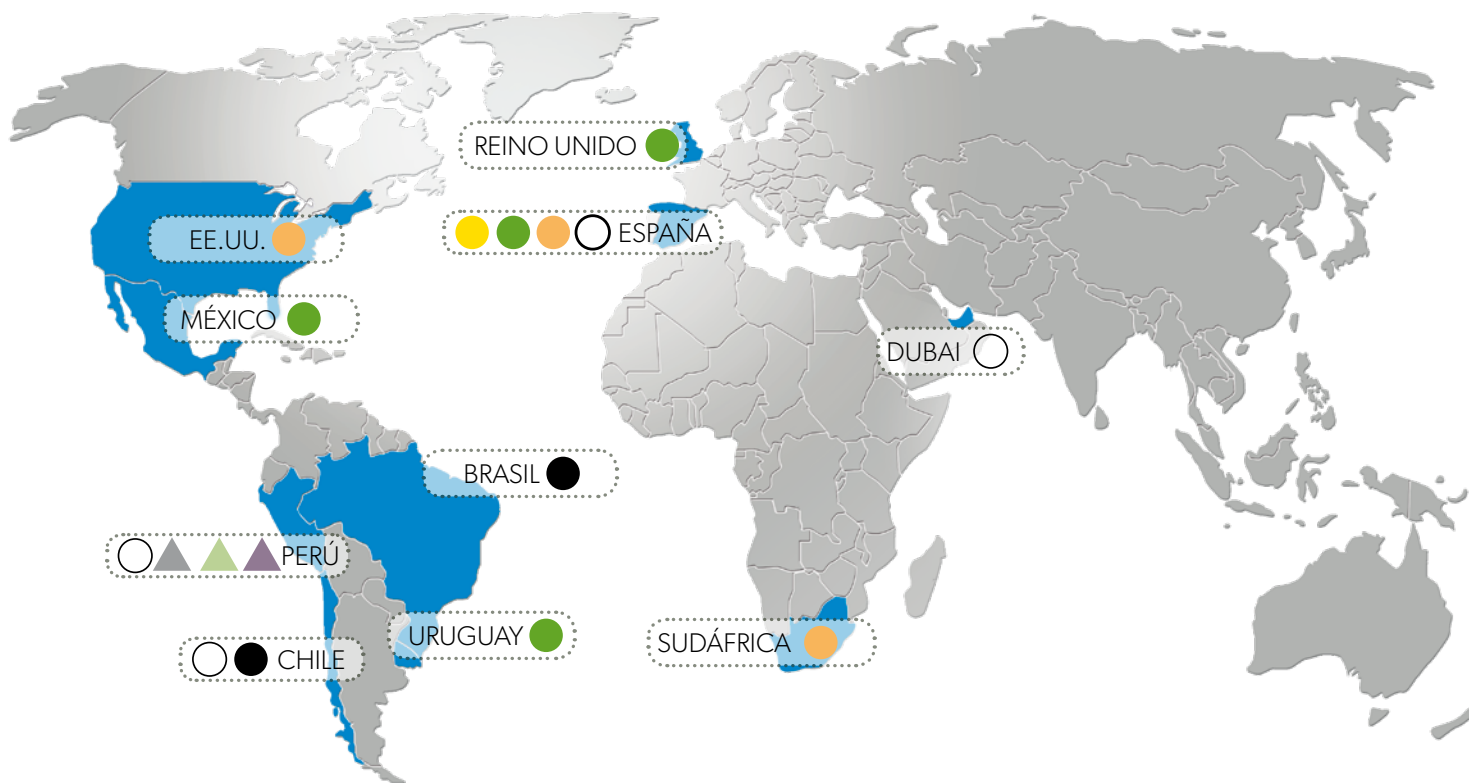 REINO UNIDO
EE.UU.
ESPAÑA
MÉXICO
DUBAI
BRASIL
PERÚ
URUGUAY
SUDÁFRICA
CHILE